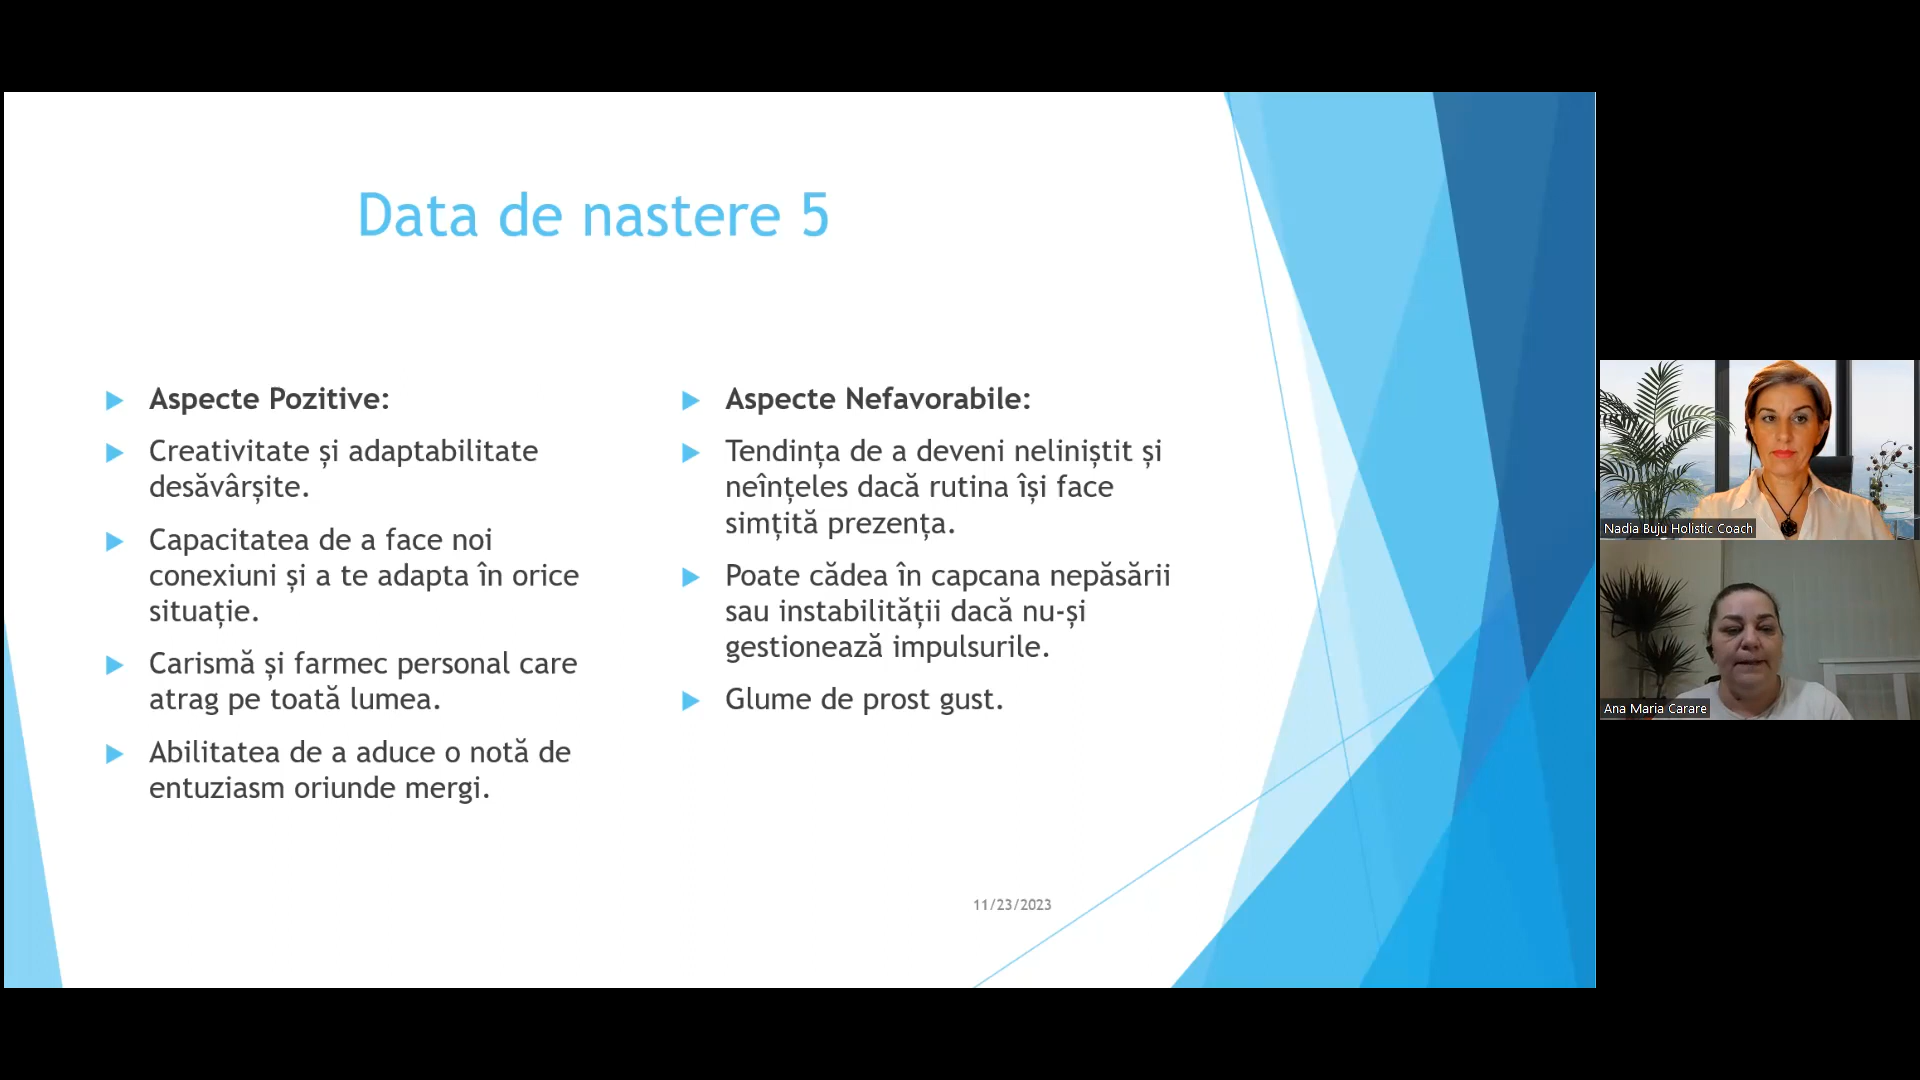 Data de nastere 5
Aspecte Pozitive:
Creativitate și adaptabilitate
desăvârșite.
Capacitatea de a face noi
conexiuni și a te adapta în orice
situație.
Carismă și farmec personal care
atrag pe toată lumea.
Abilitatea de a aduce o notă de
entuziasm oriunde mergi.
Aspecte Nefavorabile:
Tendința de a deveni neliniștit și
neînțeles dacă rutina își face
simțită prezența.
Poate cădea în capcana nepăsării
sau instabilității dacă nu-și
gestionează impulsurile.
Glume de prost gust.
11/23/2023
Nadia Buju Holistic Coach
Ana Maria Carare